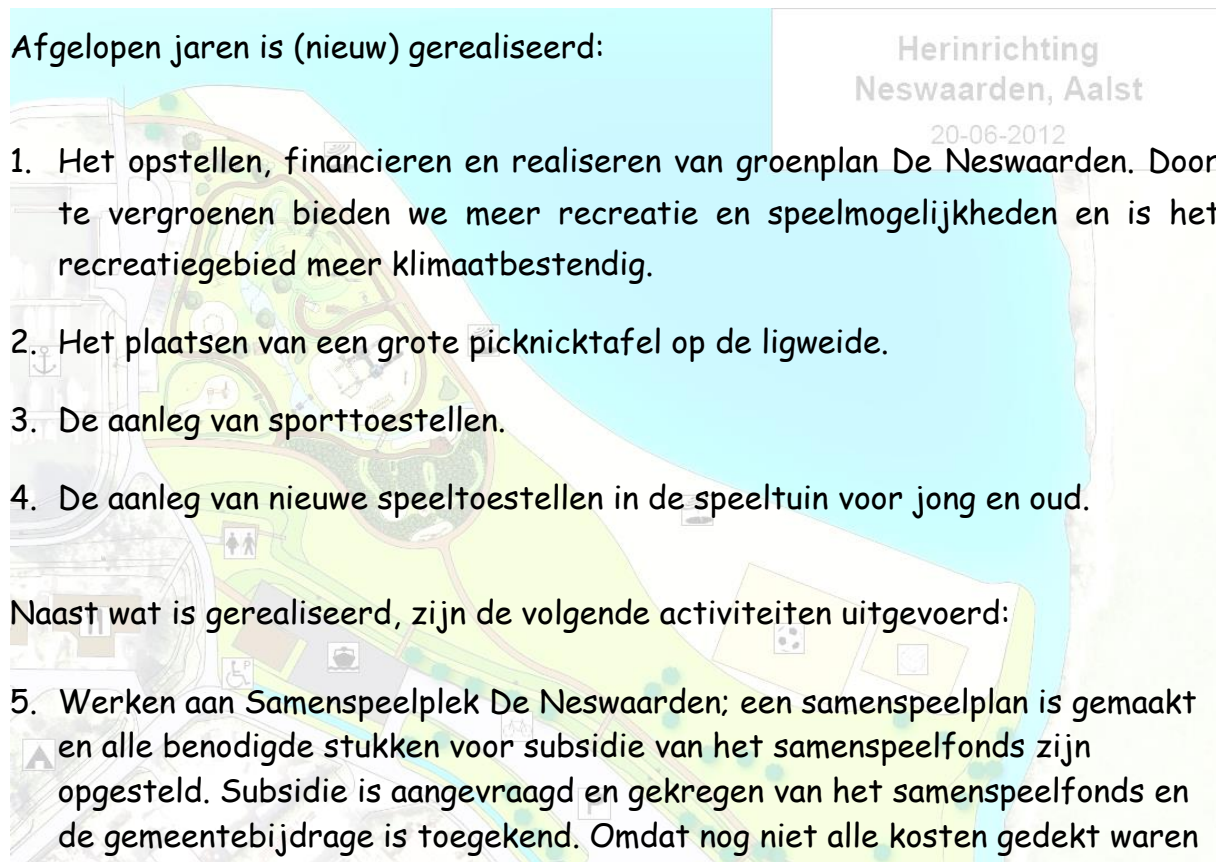 Afgelopen jaren is (nieuw) gerealiseerd:
Herinrichting
Neswaarden, Aalst
20-06-2012
1. Het opstellen, financieren en realiseren van groenplan De Neswaarden. Door
te vergroenen bieden we meer recreatie en speelmogelijkheden en is het
recreatiegebied meer klimaatbestendig.
2. Het plaatsen van een grote picknicktafel op de ligweide.
3. De aanleg van sporttoestellen.
4. De aanleg van nieuwe speeltoestellen in de speeltuin voor jong en oud.
Naast wat is gerealiseerd, zijn de volgende activiteiten uitgevoerd:
5. Werken aan Samenspeelplek De Neswaarden; een samenspeelplan is gemaakt
en alle benodigde stukken voor subsidie van het samenspeelfonds zijn
opgesteld. Subsidie is aangevraagd en gekregen van het samenspeelfonds en
P
de gemeentebijdrage is toegekend. Omdat nog niet alle kosten gedekt waren